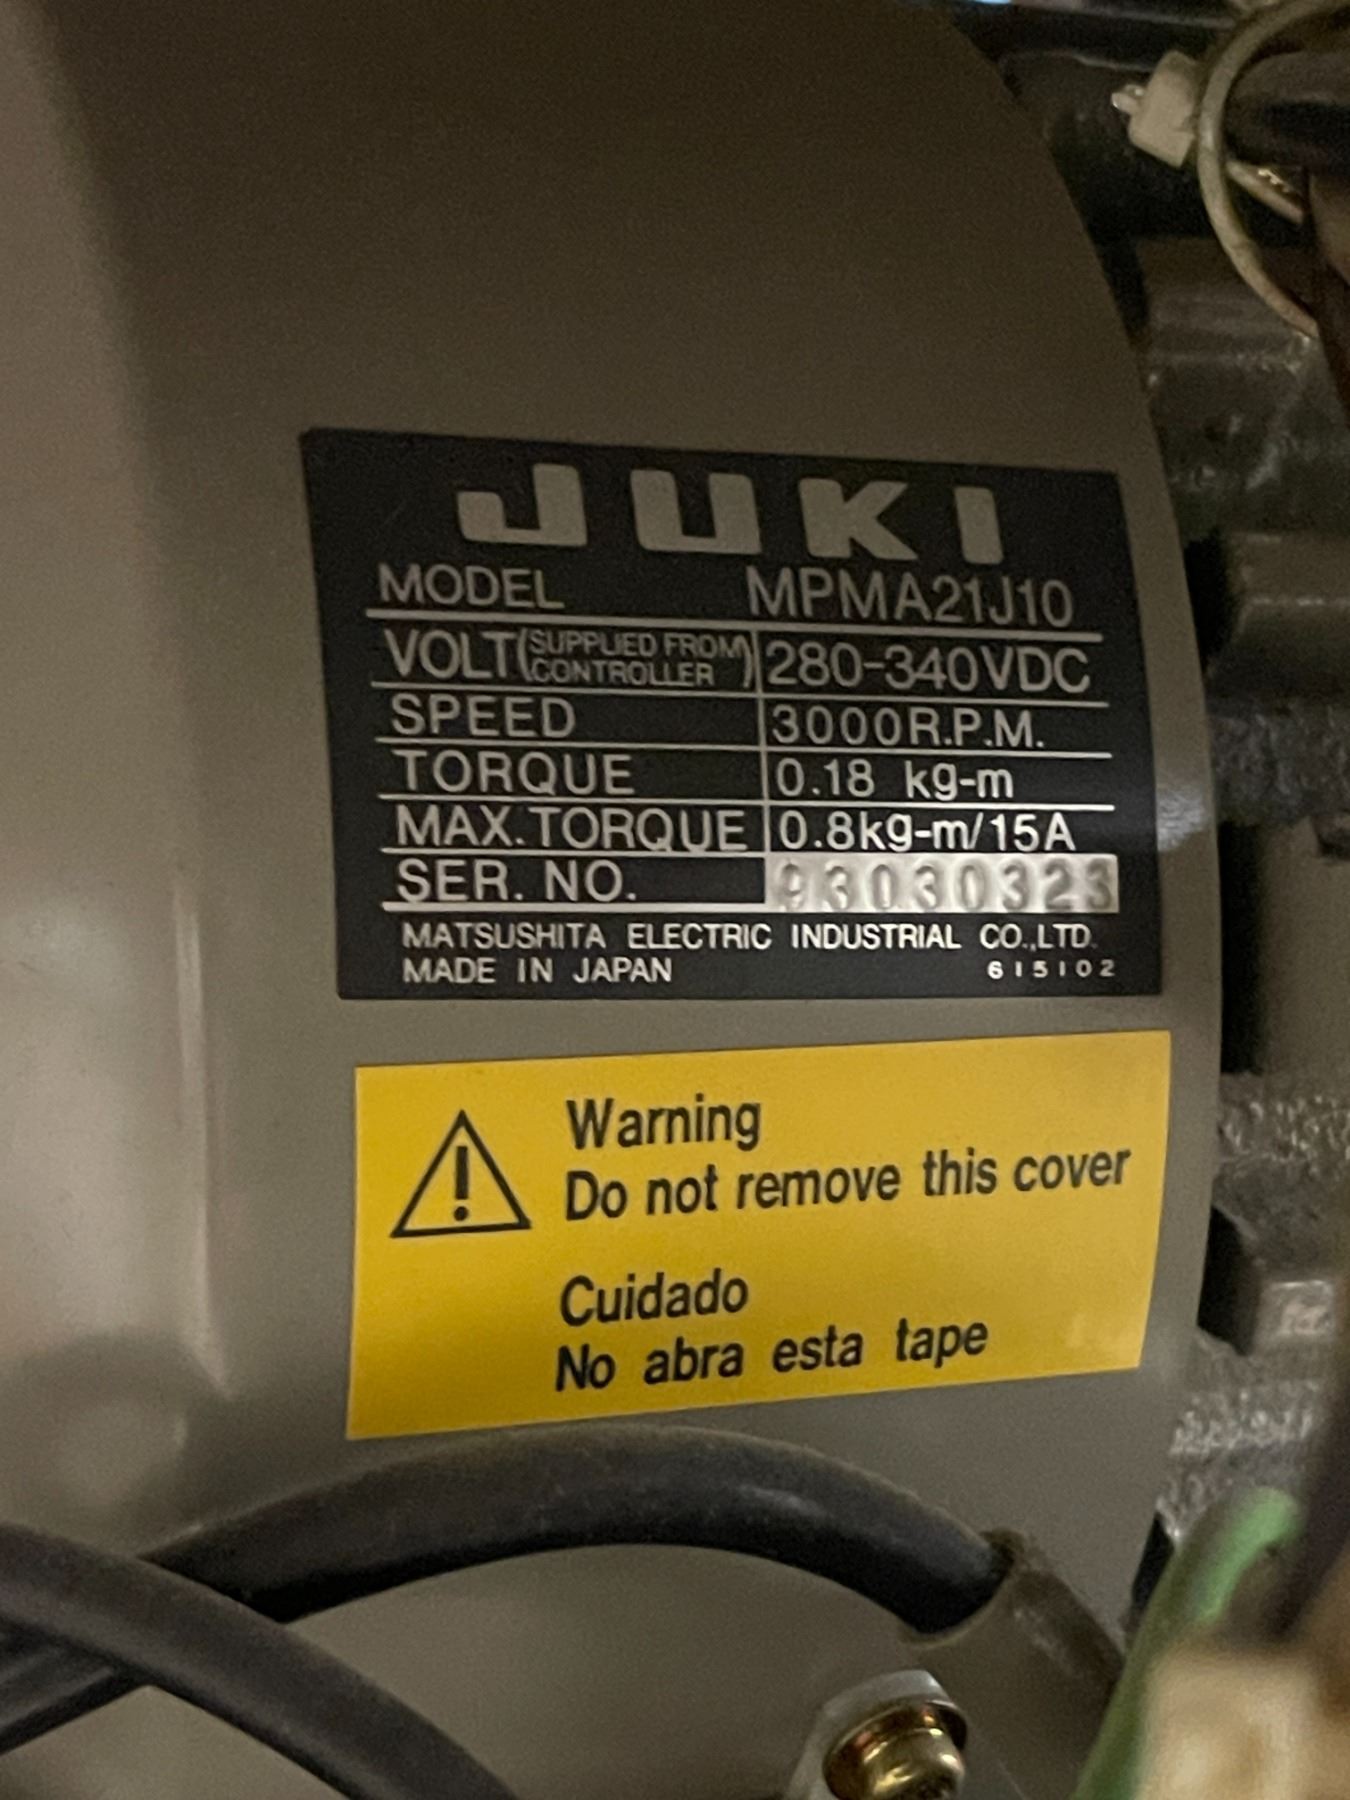 JUKI
MODEL MPMA21J10
VOLT(SUPPLIED FROM CONTROLLER) 280-340VDC
SPEED 3000R.P.M.
TORQUE 0.18 kg-m
MAX.TORQUE 0.8kg-m/15A
SER. NO. 93030323
MATSUSHITA ELECTRIC INDUSTRIAL CO.,LTD.
MADE IN JAPAN 615102
Warning
Do not remove this cover
Cuidado
No abra esta tape